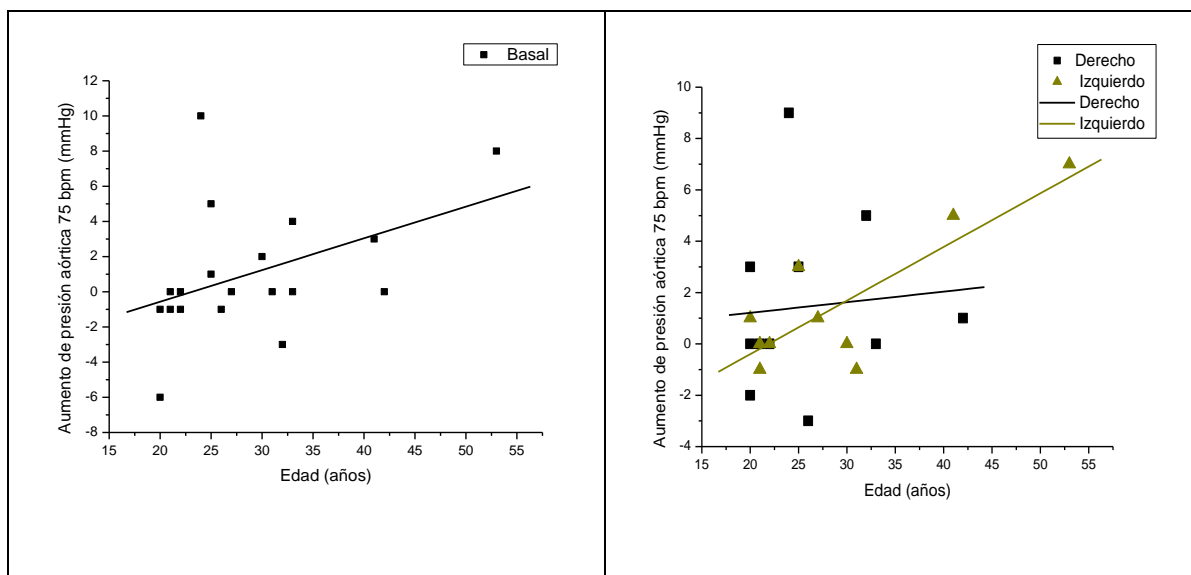 Basal
12
10
8
6
4
2
0
-2
-4
-6
-8
15 20 25 30 35 40 45 50 55
Edad (años)
Aumento de presión aórtica 75 bpm (mmHg)
Derecho
Izquierdo
Derecho
Izquierdo
10
8
6
4
2
0
-2
-4
15 20 25 30 35 40 45 50 55
Edad (años)
Aumento de presión aórtica 75 bpm (mmHg)